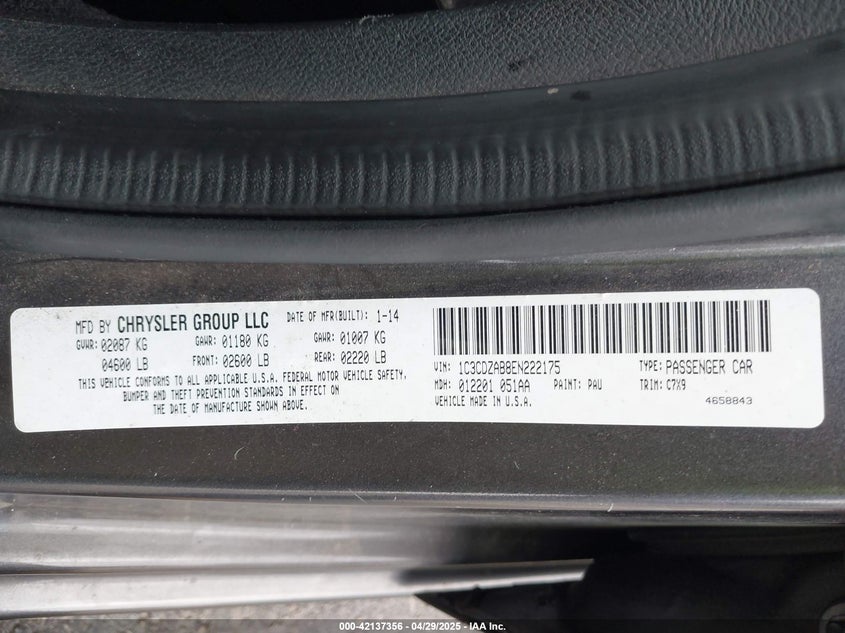 MFD BY CHRYSLER GROUP LLC DATE OF MFR(BUILT): 1-14
GVWR: 02087 KG GAWR: 01180 KG GAWR: 01007 KG
04600 LB FRONT: 02600 LB REAR: 02220 LB
THIS VEHICLE CONFORMS TO ALL APPLICABLE U.S.A. FEDERAL MOTOR VEHICLE SAFETY,
BUMPER AND THEFT PREVENTION STANDARDS IN EFFECT ON
THE DATE OF MANUFACTURE SHOWN ABOVE.
VIN: 1C3CDZAB8EN222175 TYPE: PASSENGER CAR
MDH: 012201 051AA PAINT: PAU TRIM: C7X9
VEHICLE MADE IN U.S.A. 4658843
000-42137356 | 04/29/2025 | IAA Inc.